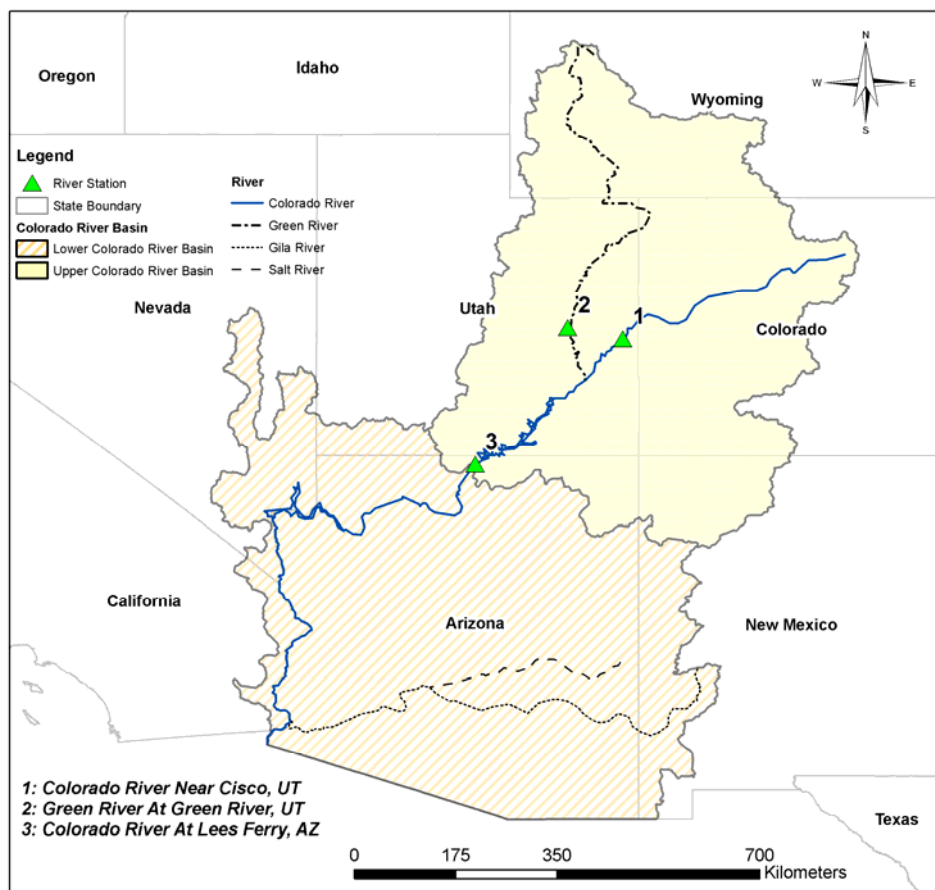 Oregon
Idaho
Wyoming
N
W
E
S
Legend
River Station
State Boundary
Colorado River Basin
Lower Colorado River Basin
Upper Colorado River Basin
River
Colorado River
Green River
Gila River
Salt River
Nevada
Utah
2
1
Colorado
3
California
Arizona
New Mexico
1: Colorado River Near Cisco, UT
2: Green River At Green River, UT
3: Colorado River At Lees Ferry, AZ
Texas
0 175 350 700
Kilometers